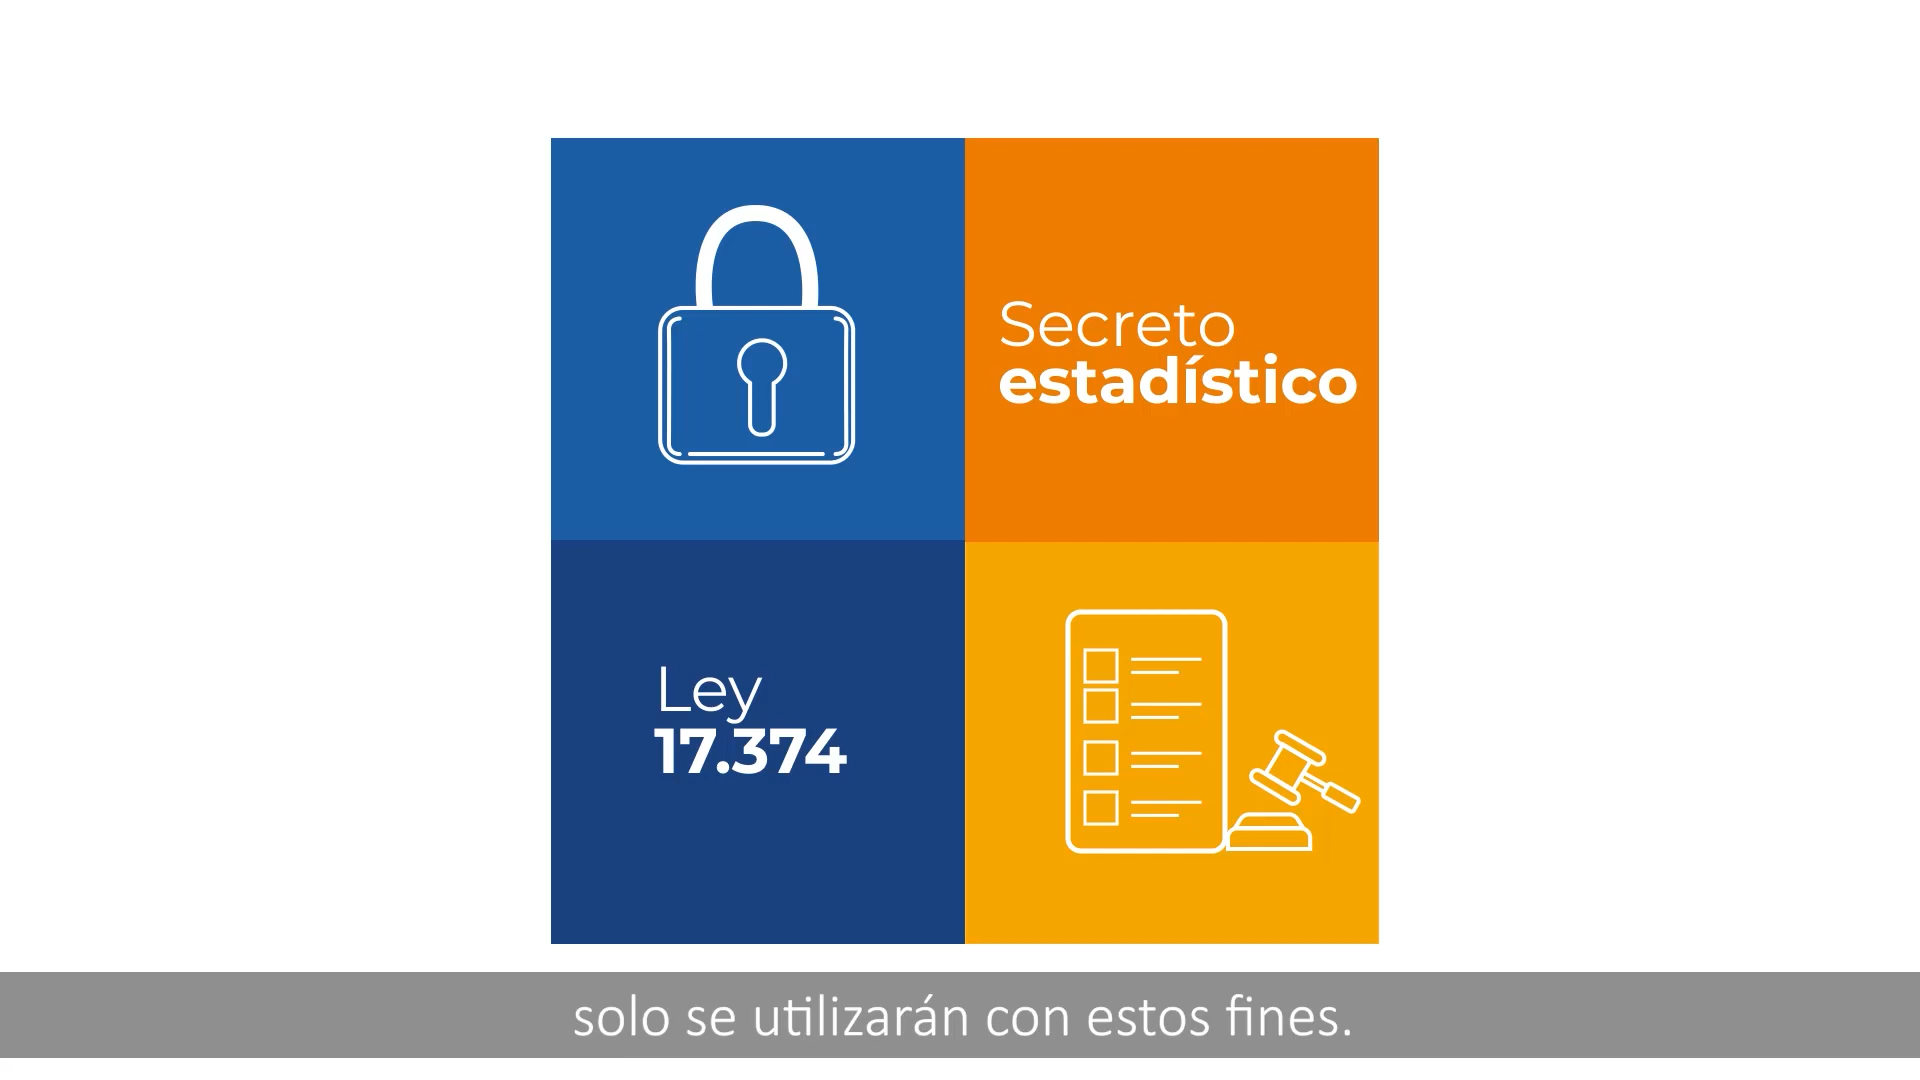 Secreto
estadístico
Ley
17.374
solo se utilizarán con estos fines.